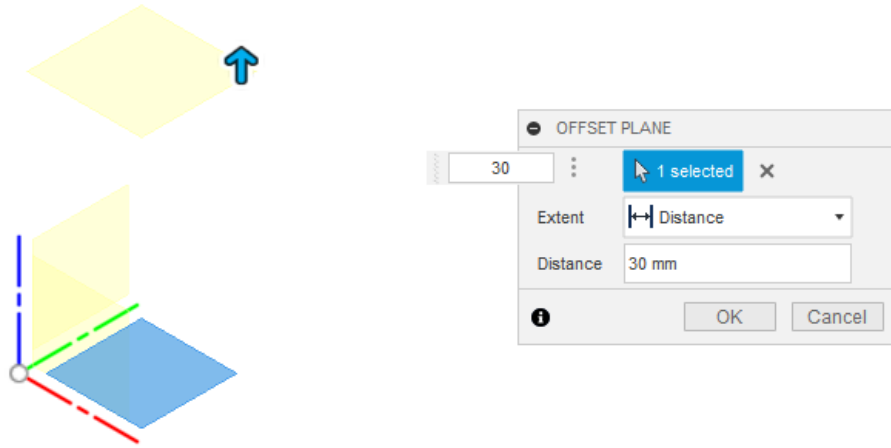 OFFSET PLANE
30
1 selected
Extent
Distance
Distance
30 mm
OK
Cancel